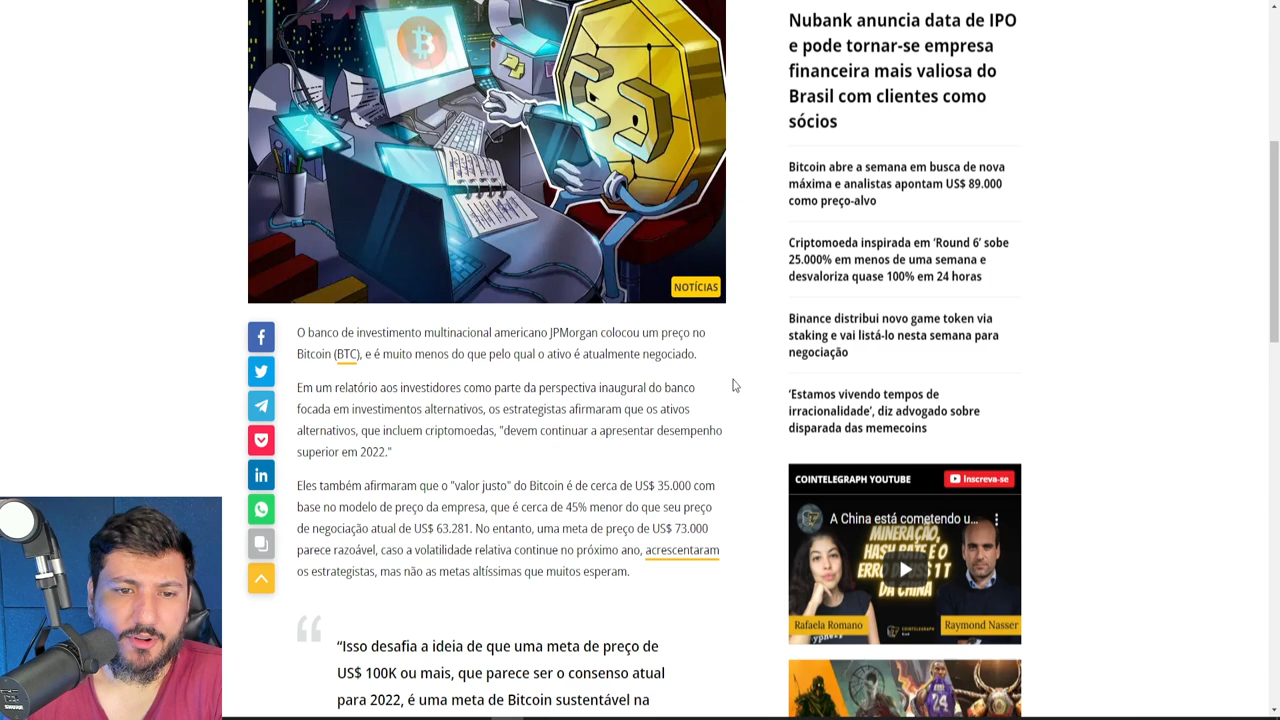 NOTÍCIAS
O banco de investimento multinacional americano JPMorgan colocou um preço no
Bitcoin (BTC), e é muito menos do que pelo qual o ativo é atualmente negociado.
Em um relatório aos investidores como parte da perspectiva inaugural do banco
focada em investimentos alternativos, os estrategistas afirmaram que os ativos
alternativos, que incluem criptomoedas, "devem continuar a apresentar desempenho
superior em 2022."
Eles também afirmaram que o "valor justo" do Bitcoin é de cerca de US$ 35.000 com
base no modelo de preço da empresa, que é cerca de 45% menor do que seu preço
de negociação atual de US$ 63.281. No entanto, uma meta de preço de US$ 73.000
parece razoável, caso a volatilidade relativa continue no próximo ano, acrescentaram
os estrategistas, mas não as metas altíssimas que muitos esperam.
“Isso desafia a ideia de que uma meta de preço de
US$ 100K ou mais, que parece ser o consenso atual
para 2022, é uma meta de Bitcoin sustentável na
Nubank anuncia data de IPO
e pode tornar-se empresa
financeira mais valiosa do
Brasil com clientes como
sócios
Bitcoin abre a semana em busca de nova
máxima e analistas apontam US$ 89.000
como preço-alvo
Criptomoeda inspirada em ‘Round 6’ sobe
25.000% em menos de uma semana e
desvaloriza quase 100% em 24 horas
Binance distribui novo game token via
staking e vai listá-lo nesta semana para
negociação
‘Estamos vivendo tempos de
irracionalidade’, diz advogado sobre
disparada das memecoins
COINTELEGRAPH YOUTUBE
Inscreva-se
A China está cometendo u...
MINERAÇÃO,
HASH RATE E O
ERRO DE US$ 1 T
DA CHINA
Rafaela Romano
COINTELEGRAPH
Raymond Nasser
24